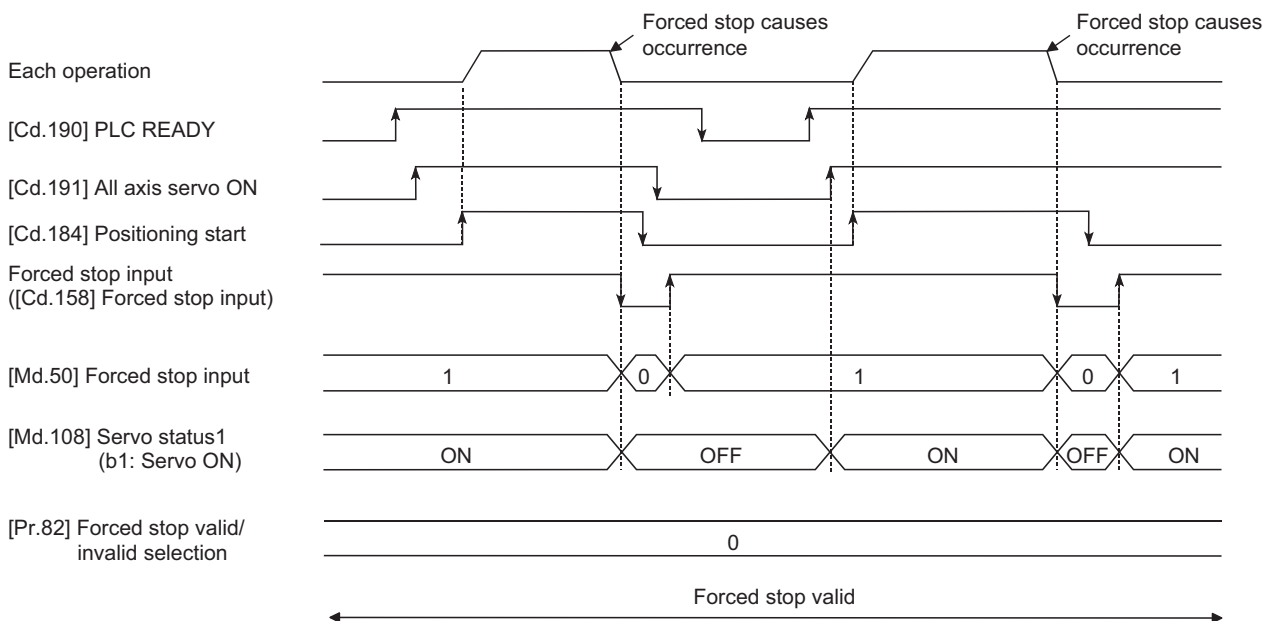 Forced stop causes
occurrence
Forced stop causes
occurrence
Each operation
[Cd.190] PLC READY
[Cd.191] All axis servo ON
[Cd.184] Positioning start
Forced stop input
([Cd.158] Forced stop input)
[Md.50] Forced stop input
1
0
1
0
1
[Md.108] Servo status1
(b1: Servo ON)
ON
OFF
ON
OFF
ON
[Pr.82] Forced stop valid/
invalid selection
0
Forced stop valid